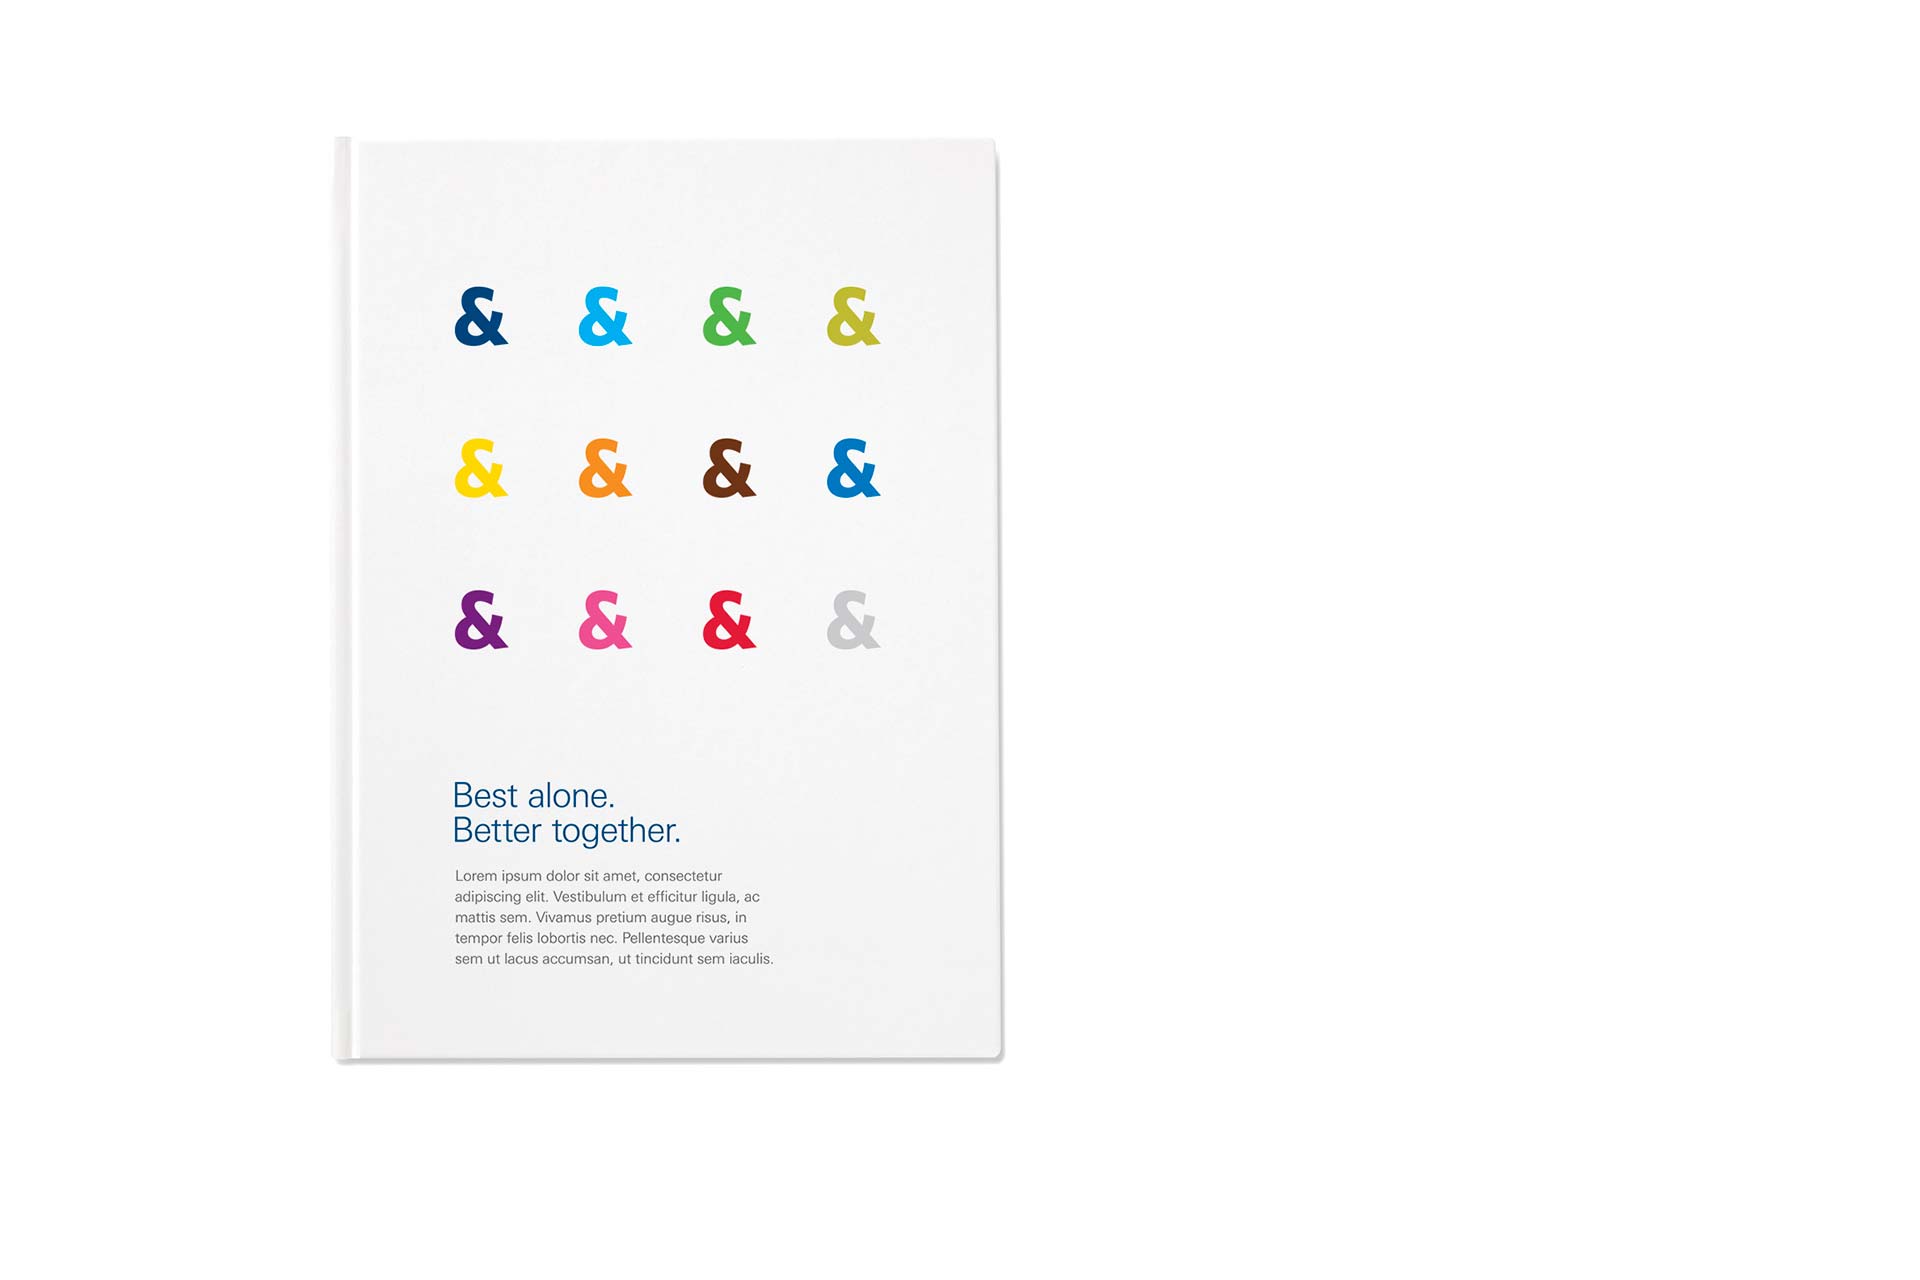 & & & &
& & & &
& & & &
Best alone.
Better together.
Lorem ipsum dolor sit amet, consectetur
adipiscing elit. Vestibulum et efficitur ligula, ac
mattis sem. Vivamus pretium augue risus, in
tempor felis lobortis nec. Pellentesque varius
sem ut lacus accumsan, ut tincidunt sem iaculis.